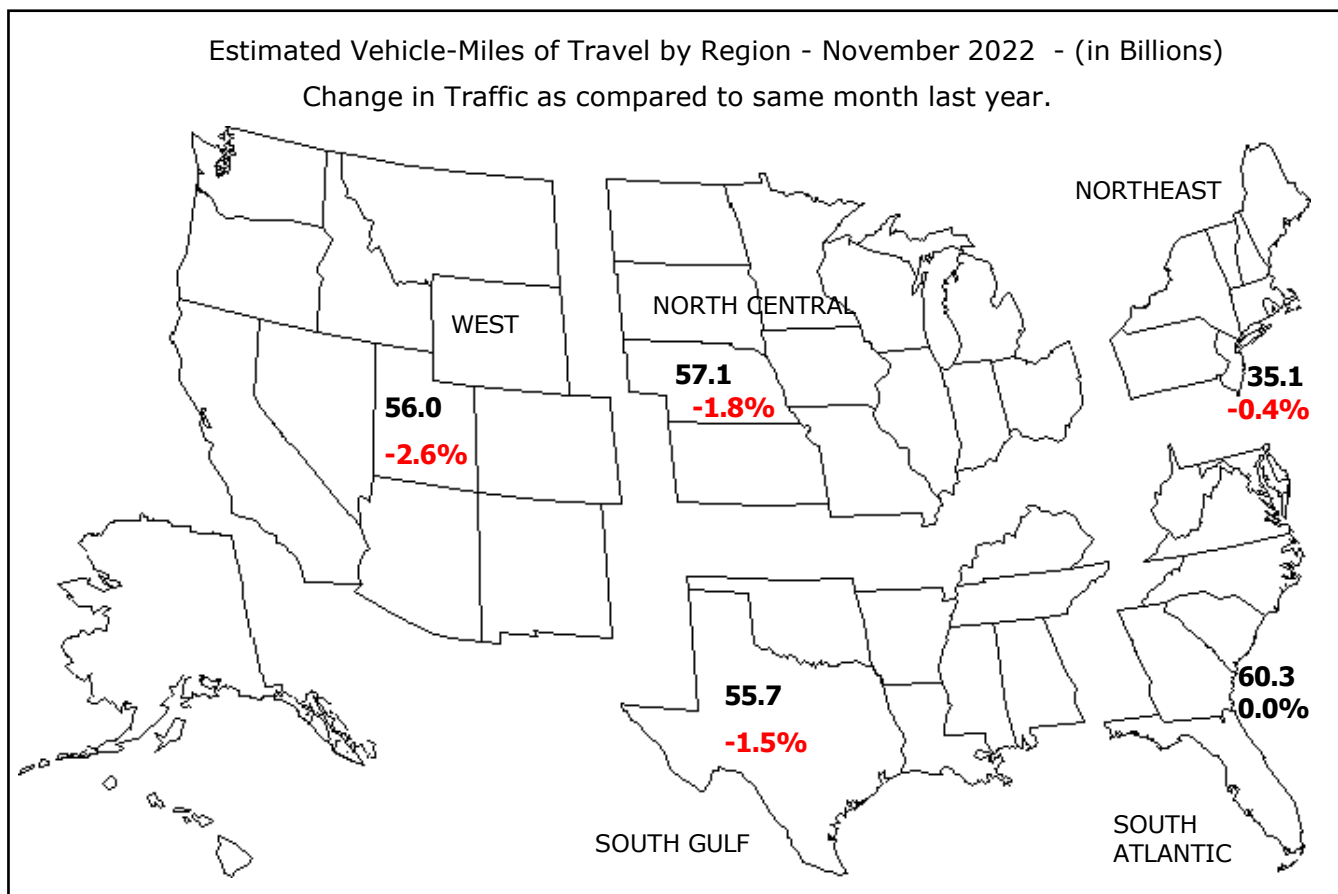 Estimated Vehicle-Miles of Travel by Region - November 2022 - (in Billions)
Change in Traffic as compared to same month last year.
NORTHEAST
WEST
NORTH CENTRAL
57.1
-1.8%
35.1
-0.4%
56.0
-2.6%
55.7
-1.5%
60.3
0.0%
SOUTH GULF
SOUTH
ATLANTIC